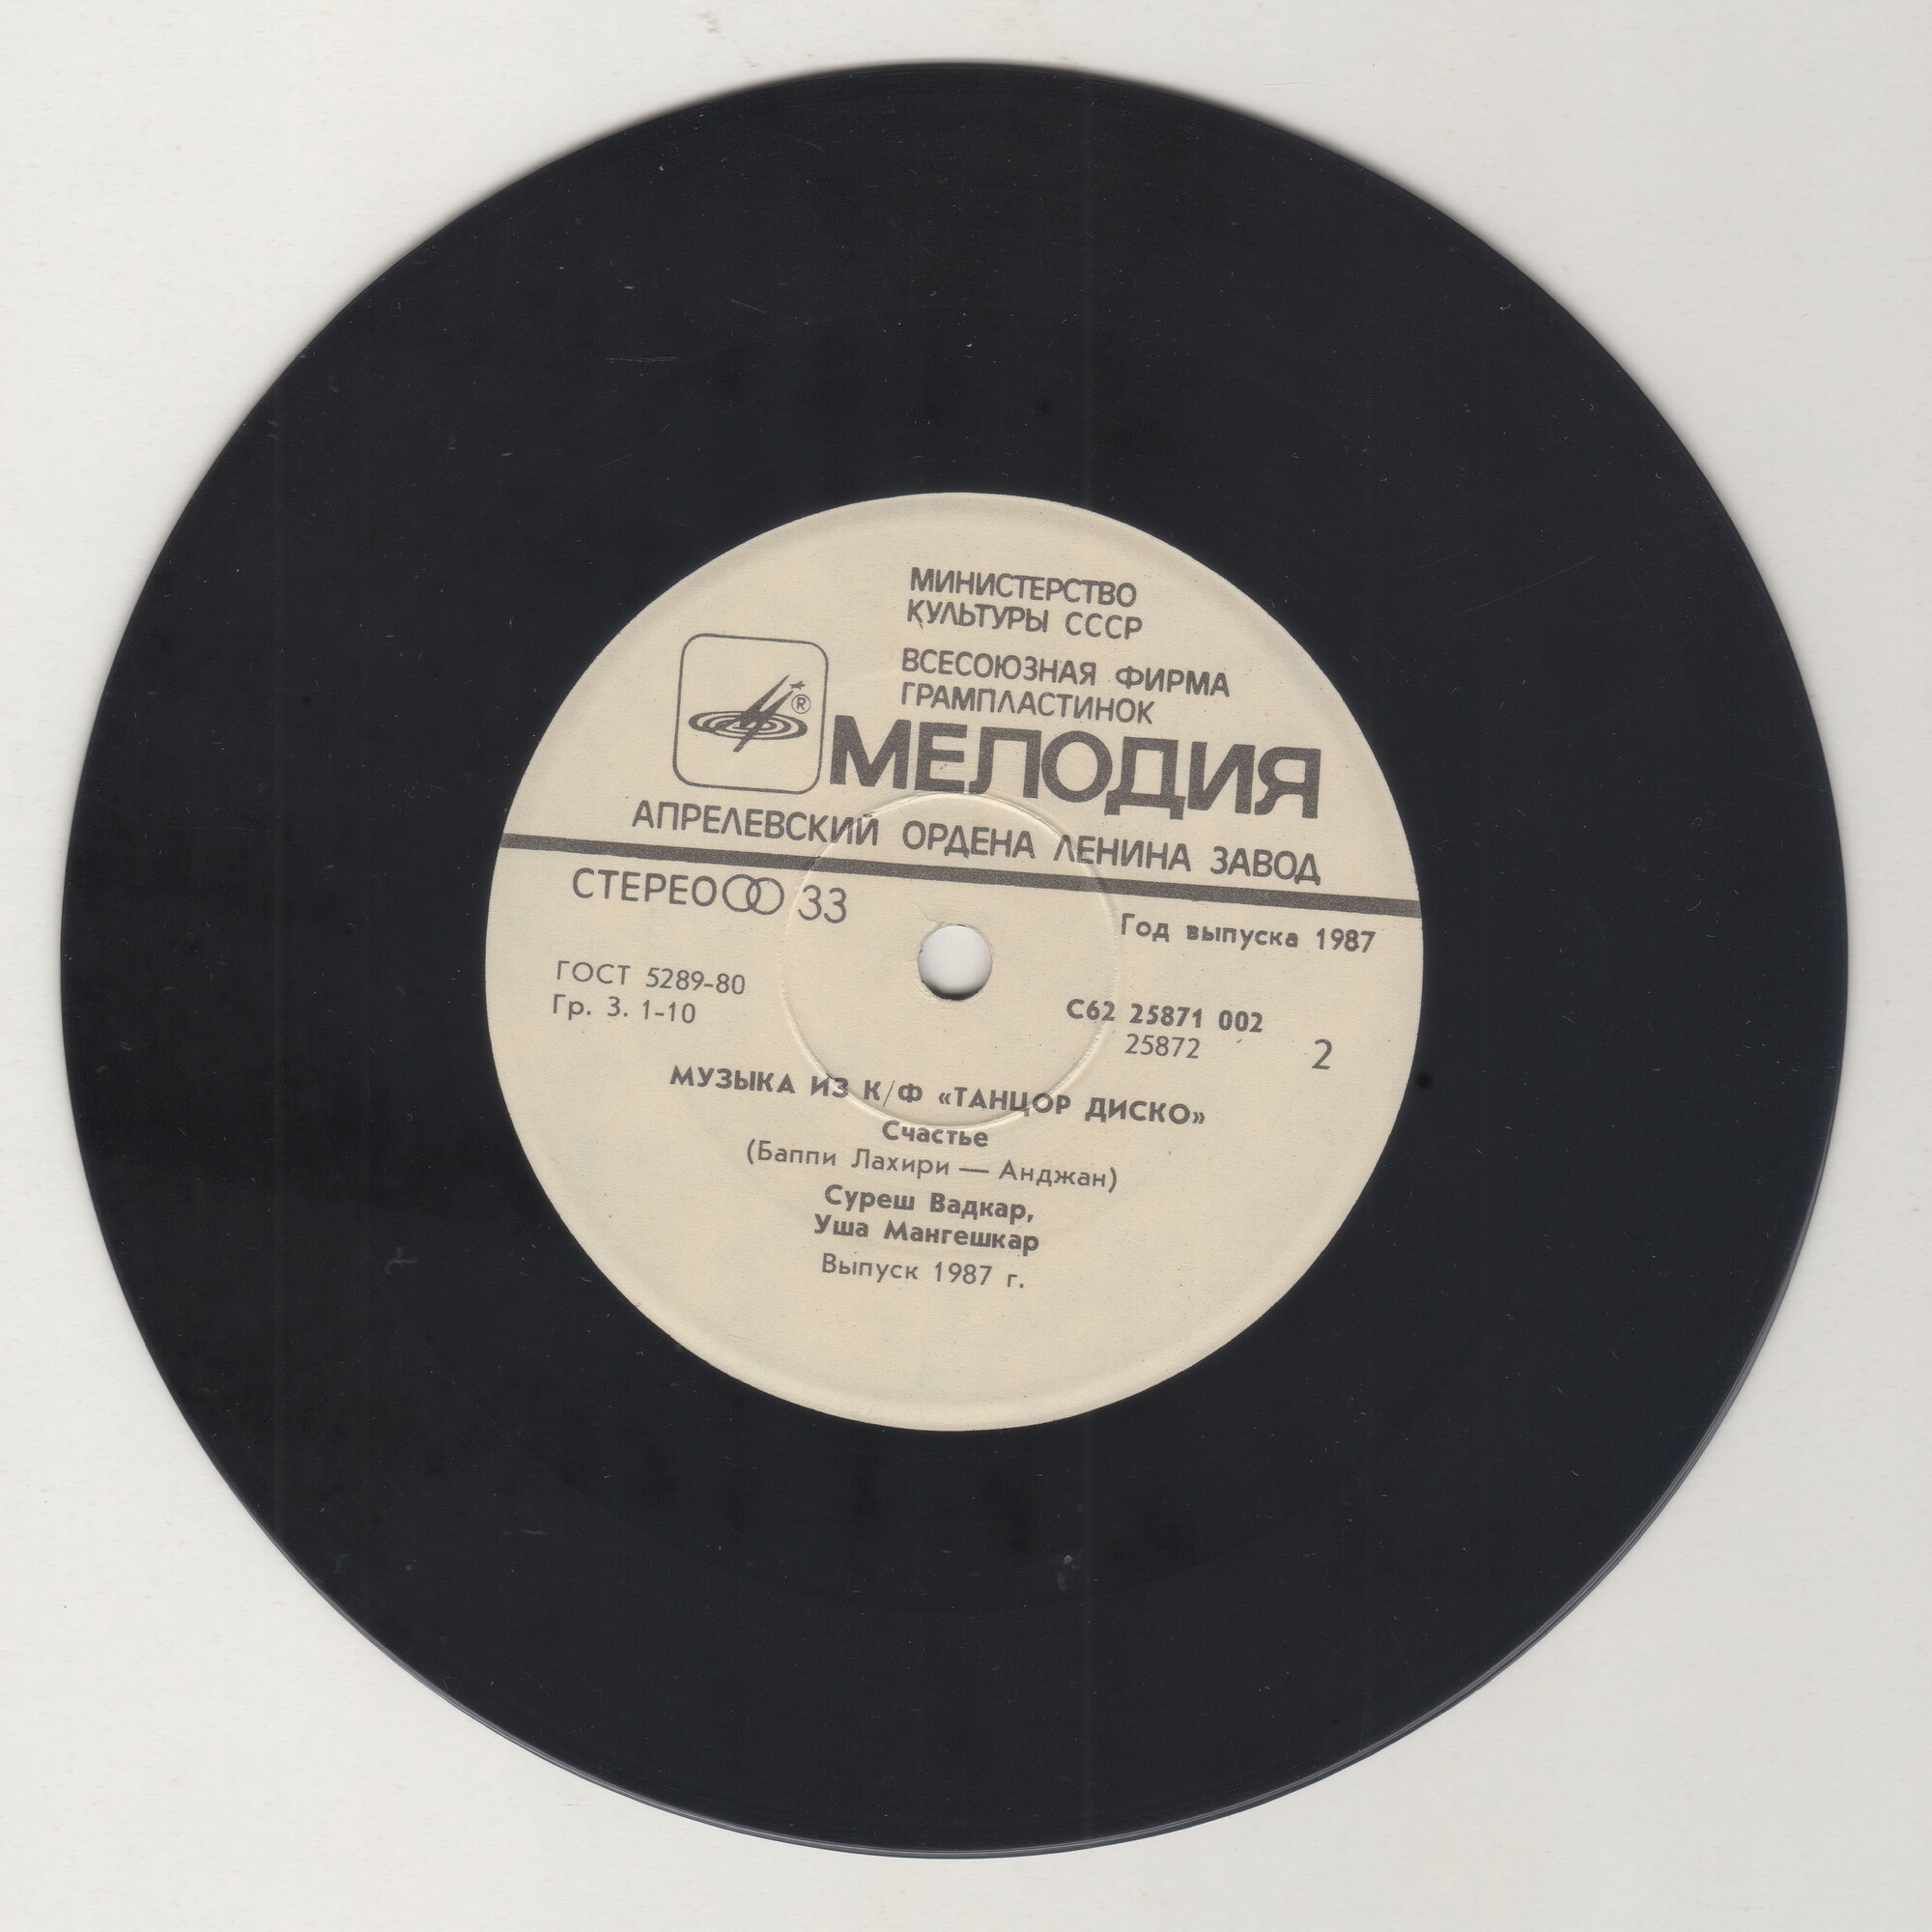 МИНИСТЕРСТВО
КУЛЬТУРЫ СССР
ВСЕСОЮЗНАЯ ФИРМА
ГРАМПЛАСТИНОК
®
МЕЛОДИЯ
АПРЕЛЕВСКИЙ ОРДЕНА ЛЕНИНА ЗАВОД
СТЕРЕО 33
Год выпуска 1987
ГОСТ 5289-80
Гр. 3. 1-10
С62 25871 002
25872
2
МУЗЫКА ИЗ К/Ф «ТАНЦОР ДИСКО»
Счастье
(Баппи Лахири — Анджан)
Суреш Вадкар,
Уша Мангешкар
Выпуск 1987 г.